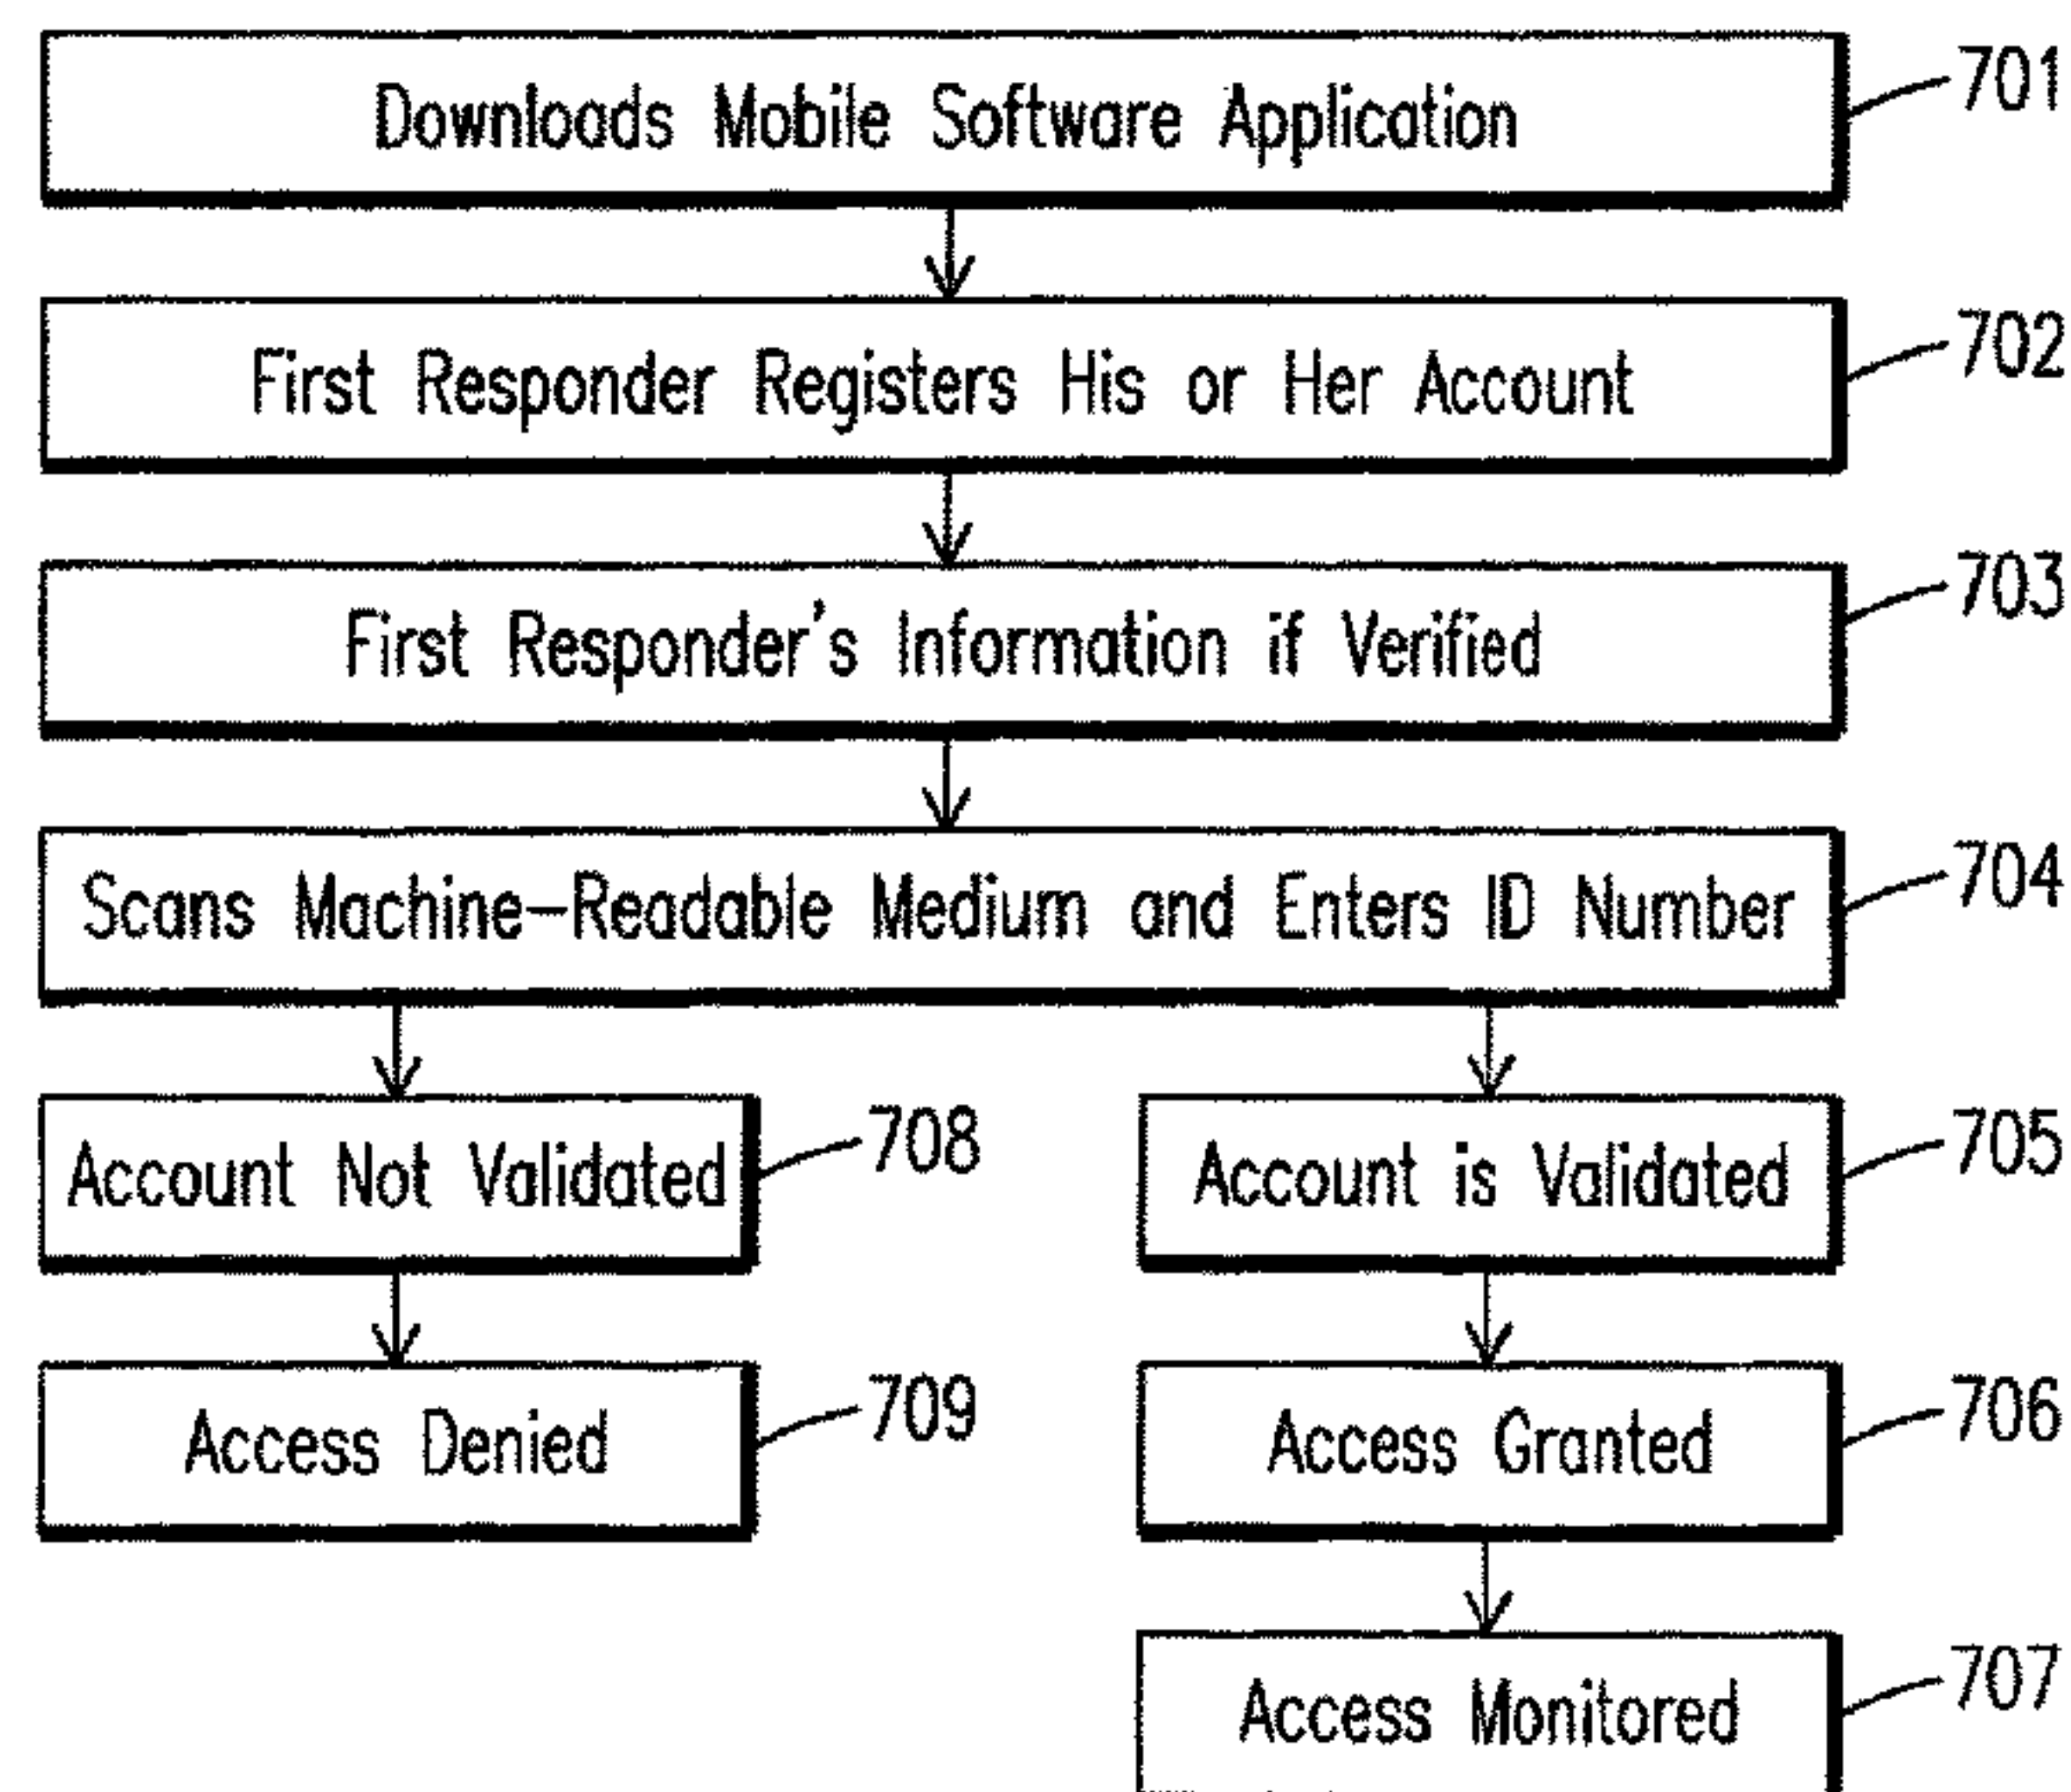 Downloads Mobile Software Application
701
First Responder Registers His or Her Account
702
First Responder's Information if Verified
703
Scans Machine-Readable Medium and Enters ID Number
704
Account Not Validated
708
Account is Validated
705
Access Denied
709
Access Granted
706
Access Monitored
707